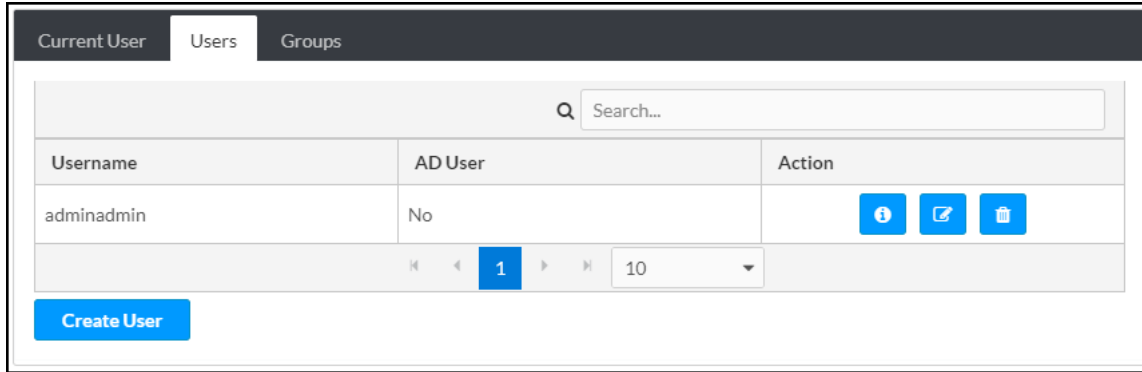 Current User Users Groups
Search...
Username AD User Action
adminadmin No
1 10
Create User